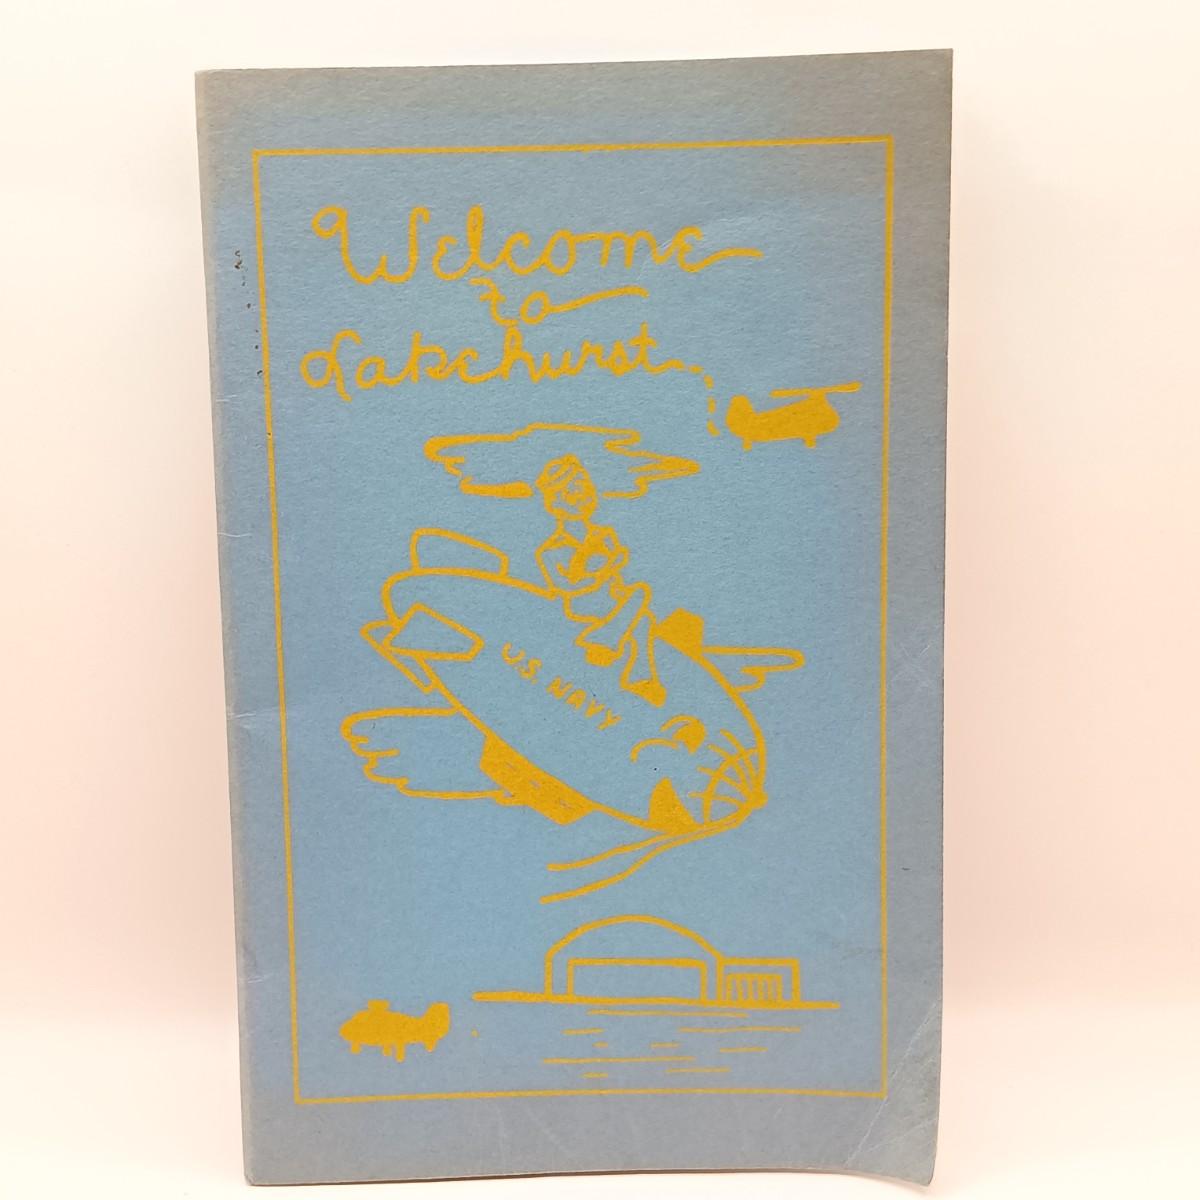 Welcome
to
Lakehurst
U.S. NAVY